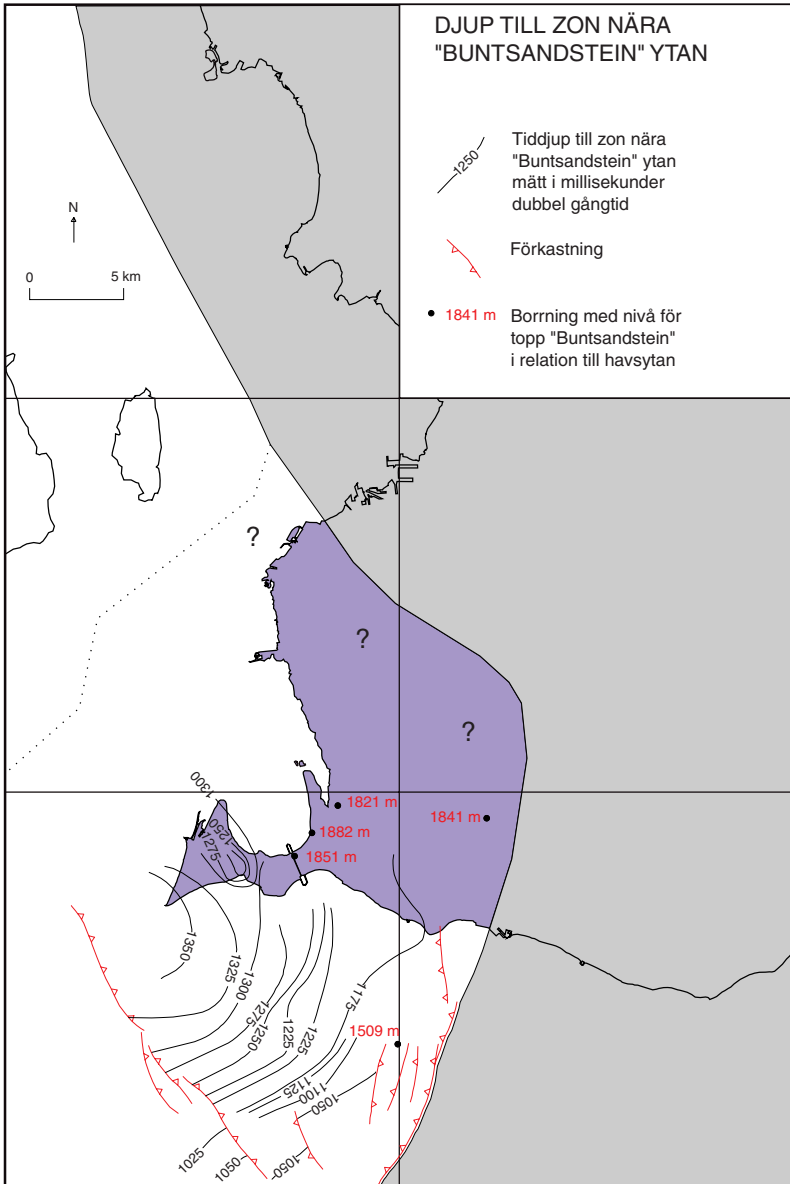 DJUP TILL ZON NÄRA
"BUNTSANDSTEIN" YTAN
1250
Tiddjup till zon nära
"Buntsandstein" ytan
mätt i millisekunder
dubbel gångtid
Förkastning
1841 m
Borrning med nivå för
topp "Buntsandstein"
i relation till havsytan
N
0
5 km
?
?
?
1300
1250
1275
1821 m
1882 m
1851 m
1841 m
1350
1325
1300
1275
1250
1225
1225
1175
1509 m
1125
1100
1050
1025
1050
1050